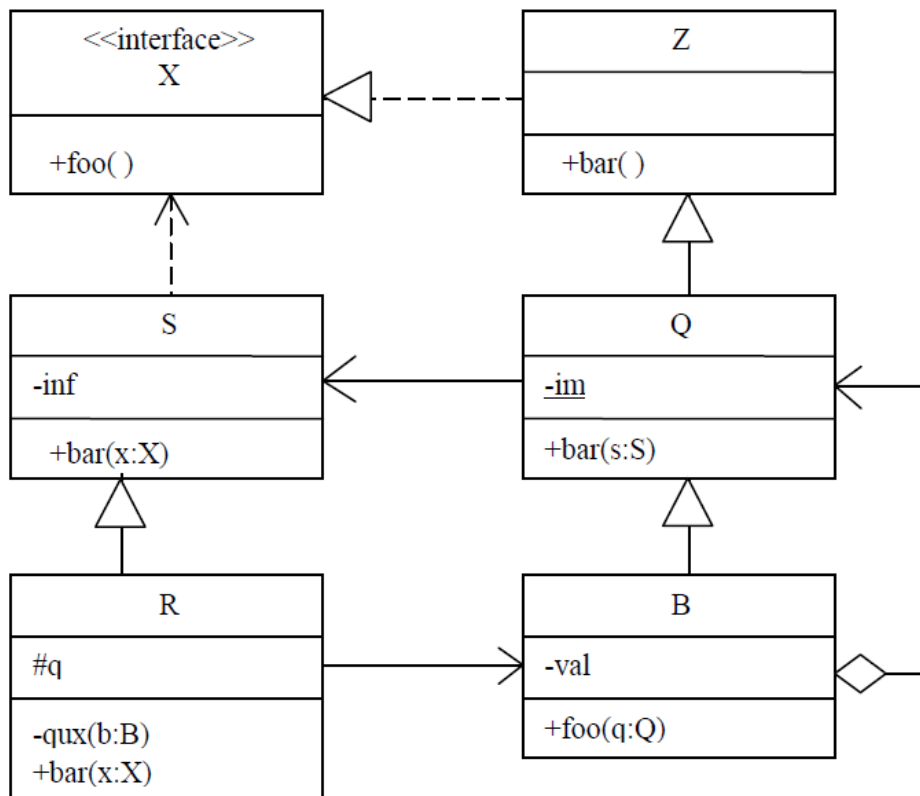 <<interface>>
X
+foo( )
Z
+bar( )
S
-inf
+bar(x:X)
Q
-im
+bar(s:S)
R
#q
-qux(b:B)
+bar(x:X)
B
-val
+foo(q:Q)